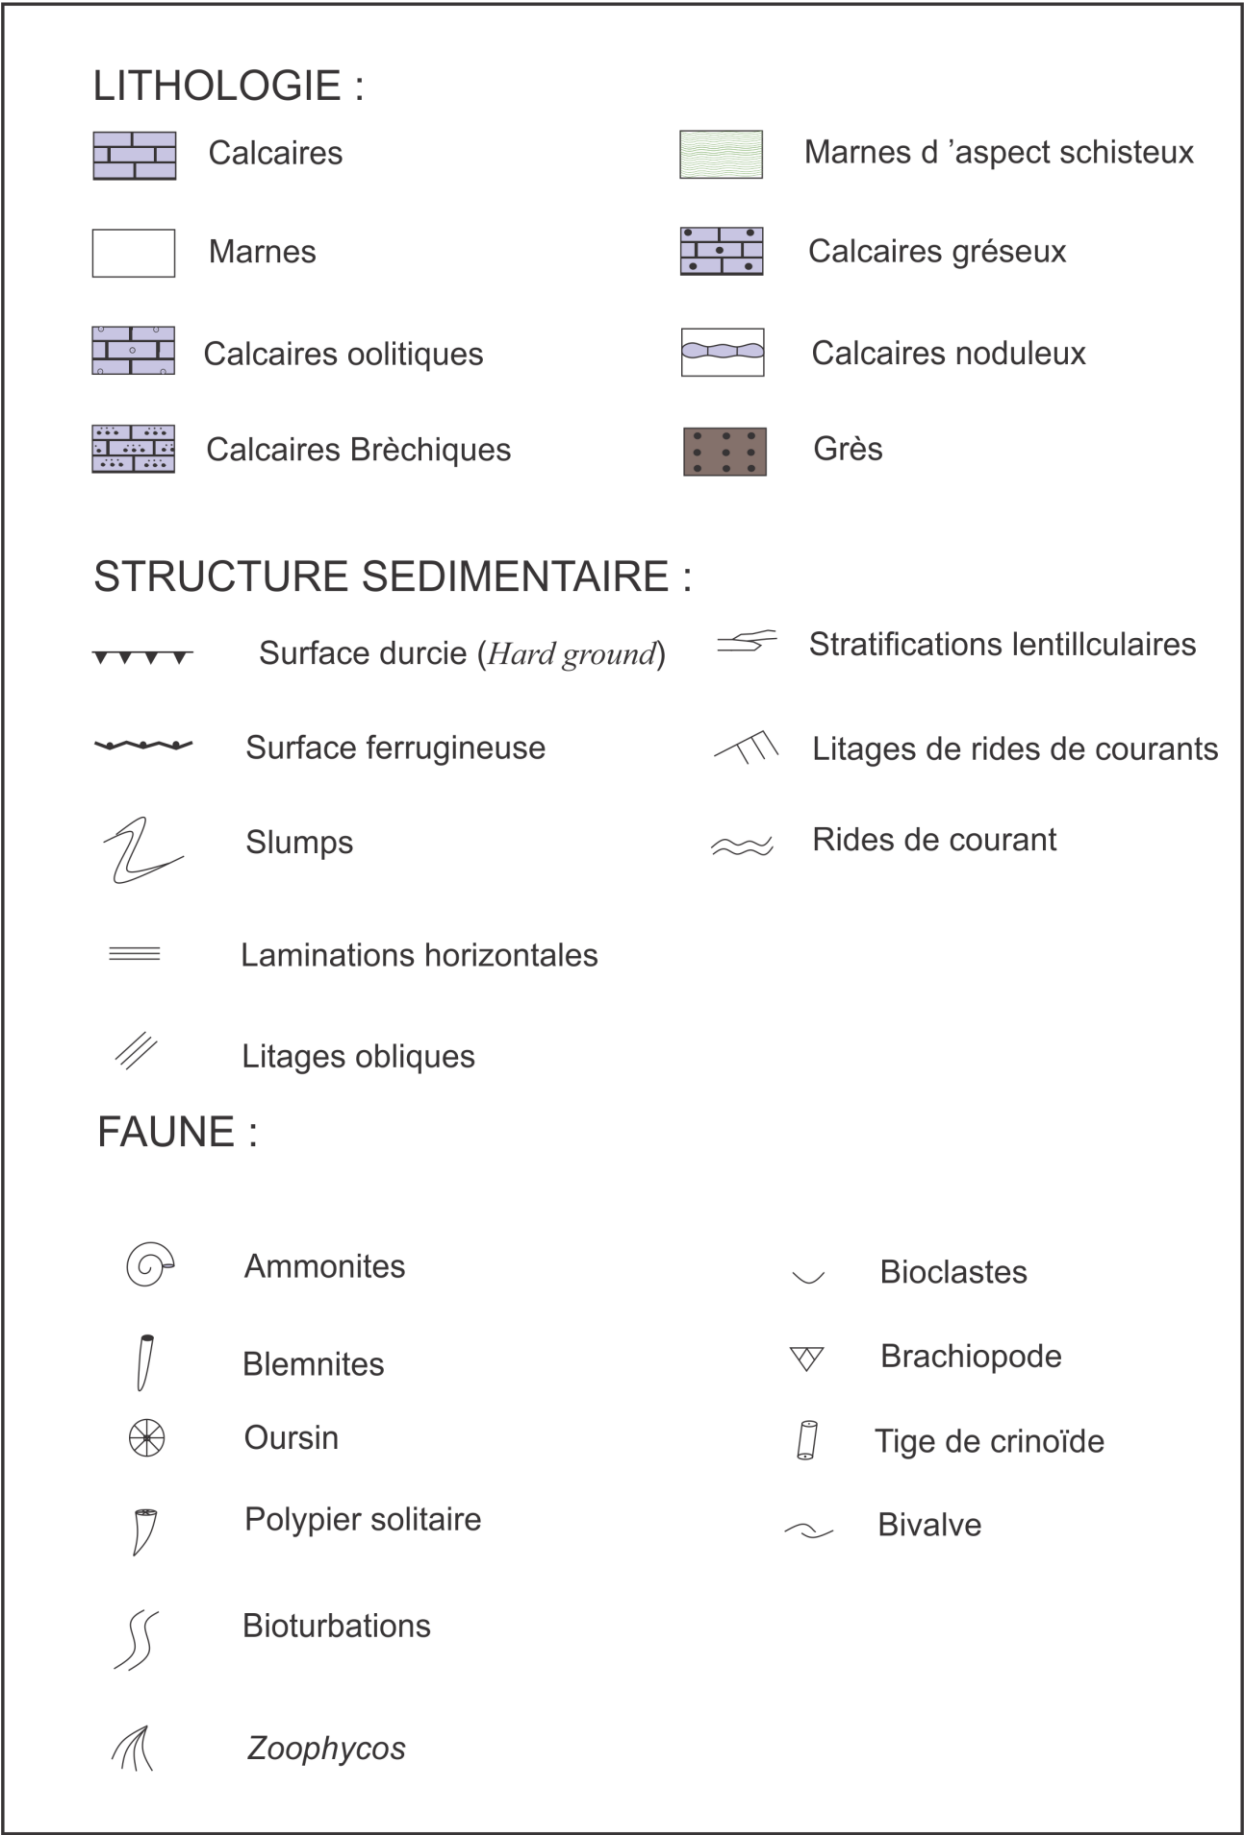 LITHOLOGIE :
Calcaires
Marnes d ’aspect schisteux
Marnes
Calcaires gréseux
Calcaires oolitiques
Calcaires noduleux
Calcaires Brèchiques
Grès
STRUCTURE SEDIMENTAIRE :
Surface durcie (Hard ground)
Stratifications lentillculaires
Surface ferrugineuse
Litages de rides de courants
Slumps
Rides de courant
Laminations horizontales
Litages obliques
FAUNE :
Ammonites
Bioclastes
Blemnites
Brachiopode
Oursin
Tige de crinoïde
Polypier solitaire
Bivalve
Bioturbations
Zoophycos